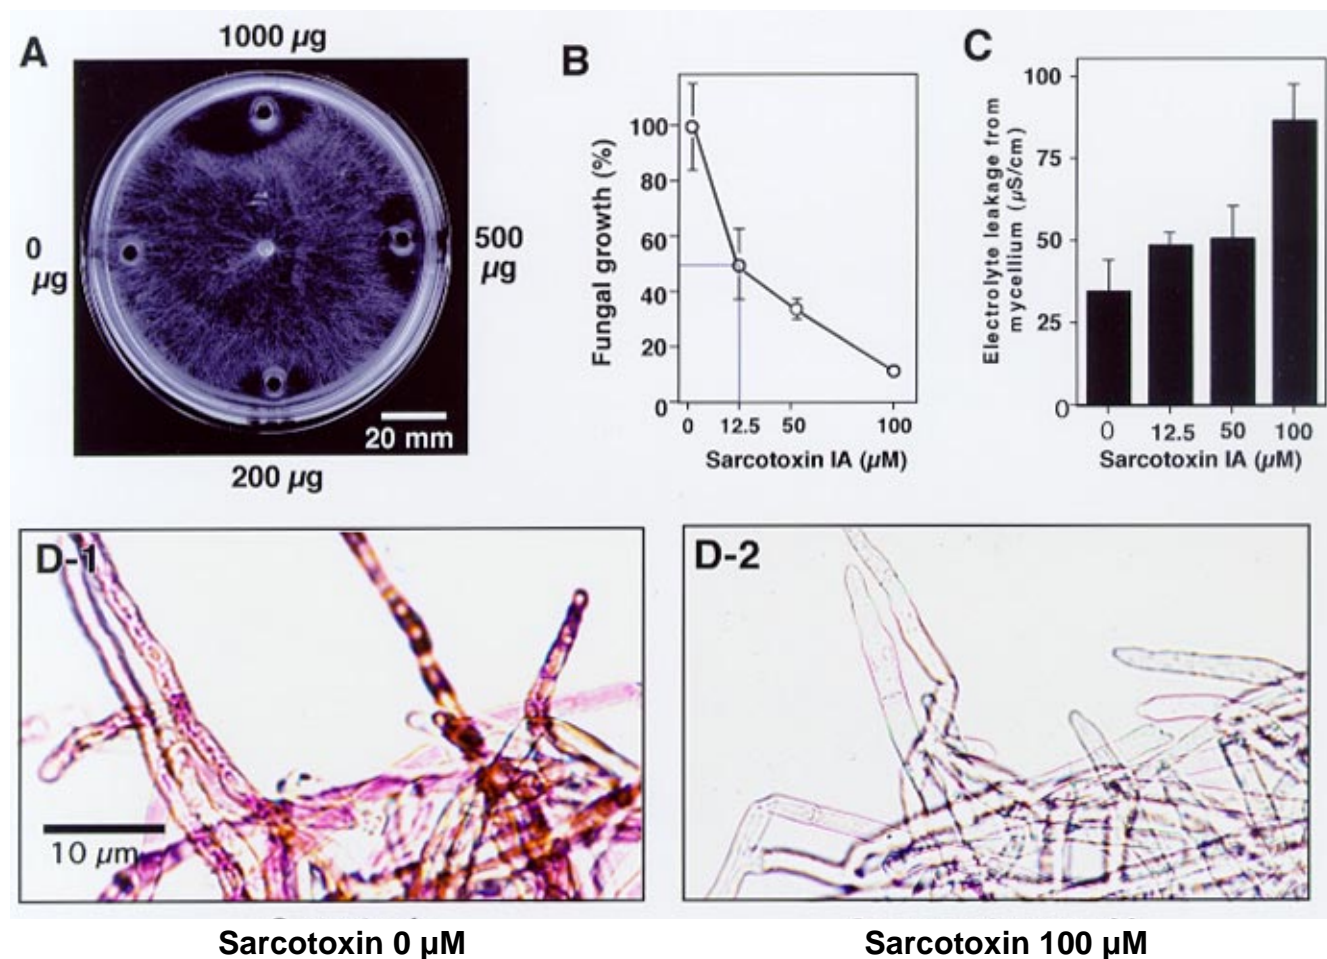 A
1000 µg
0
µg
500
µg
200 µg
20 mm
B
Fungal growth (%)
100
80
60
40
20
0
0 12.5 50 100
Sarcotoxin IA (µM)
C
Electrolyte leakage from
mycellium (µS/cm)
100
75
50
25
0
0 12.5 50 100
Sarcotoxin IA (µM)
D-1
10 µm
D-2
Sarcotoxin 0 µM
Sarcotoxin 100 µM